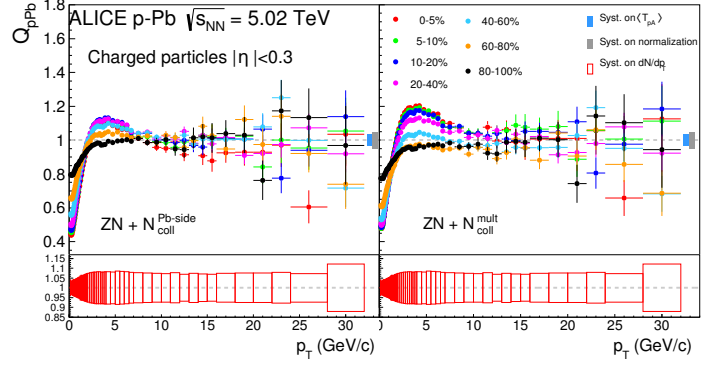 Q_pPb
ALICE p-Pb √s_NN = 5.02 TeV
Charged particles |η|<0.3
0-5%
5-10%
10-20%
20-40%
40-60%
60-80%
80-100%
Syst. on ⟨T_pA⟩
Syst. on normalization
Syst. on dN/dp_T
1.8
1.6
1.4
1.2
1
0.8
0.6
0.4
ZN + N_coll^Pb-side
ZN + N_coll^mult
1.15
1.1
1.05
1
0.95
0.9
0.85
0 5 10 15 20 25 30
0 5 10 15 20 25 30
p_T (GeV/c)
p_T (GeV/c)